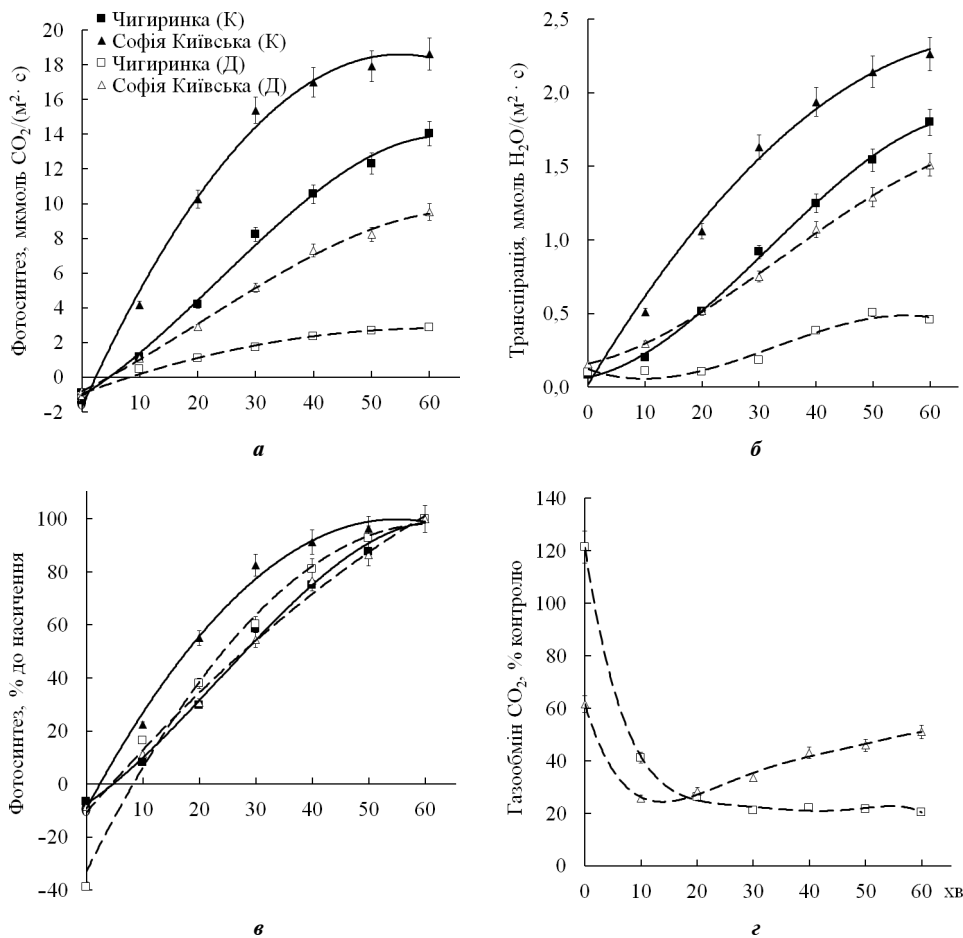 Чигиринка (К)
Софія Київська (К)
Чигиринка (Д)
Софія Київська (Д)
Фотосинтез, мкмоль CO₂/(м² · с)
20
18
16
14
12
10
8
6
4
2
0
−2
10 20 30 40 50 60
а
Транспірація, ммоль H₂O/(м² · с)
2,5
2,0
1,5
1,0
0,5
0,0
0 10 20 30 40 50 60
б
Фотосинтез, % до насичення
100
80
60
40
20
0
−20
−40
10 20 30 40 50 60
в
Газообмін CO₂, % контролю
140
120
100
80
60
40
20
0
0 10 20 30 40 50 60 хв
г